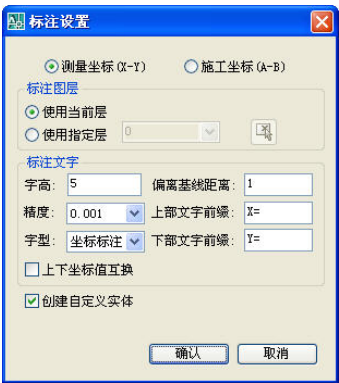 标注设置
测量坐标(X-Y) 施工坐标(A-B)
标注图层
使用当前层
使用指定层 0
标注文字
字高: 5 偏离基线距离: 1
精度: 0.001 上部文字前缀: X=
字型: 坐标标注 下部文字前缀: Y=
上下坐标值互换
创建自定义实体
确认 取消